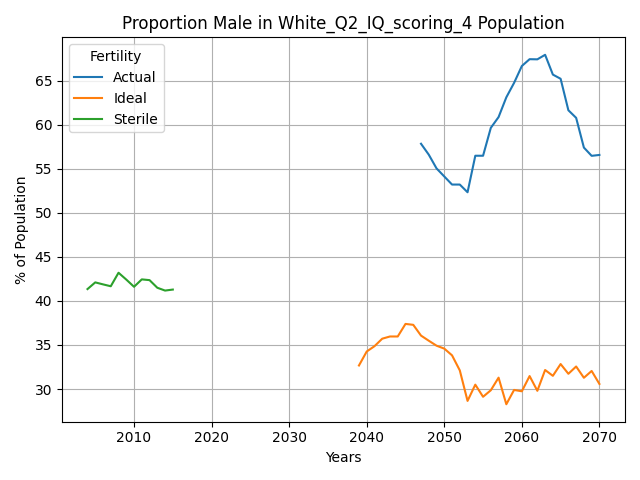 Proportion Male in White_Q2_IQ_scoring_4 Population
Fertility
Actual
Ideal
Sterile
% of Population
65
60
55
50
45
40
35
30
2010
2020
2030
2040
2050
2060
2070
Years